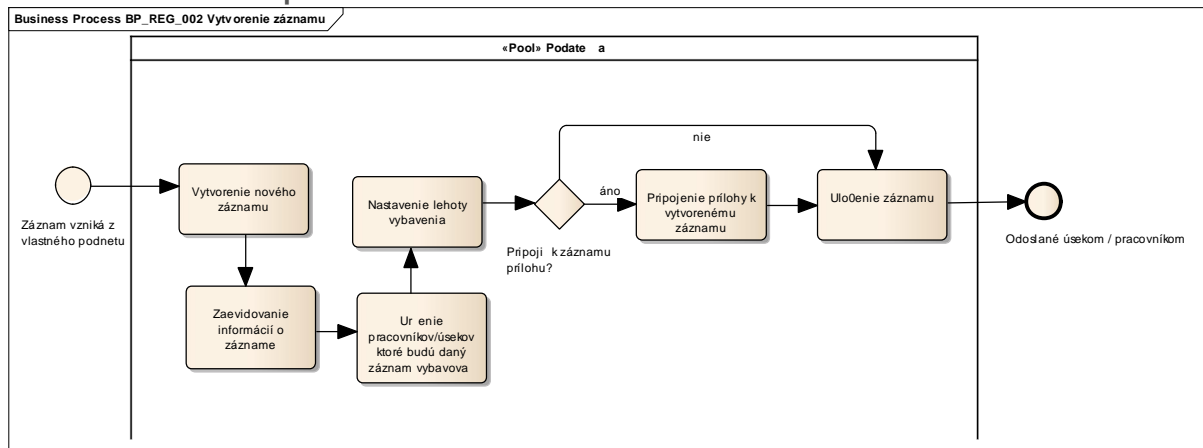 Business Process BP_REG_002 Vytvorenie záznamu
«Pool» Podate a
nie
Vytvorenie nového
záznamu
Nastavenie lehoty
vybavenia
áno
Pripojenie prílohy k
vytvorenému
záznamu
Ulo0enie záznamu
Záznam vzniká z
vlastného podnetu
Pripoji k záznamu
prílohu?
Odoslané úsekom / pracovníkom
Zaevidovanie
informácií o
zázname
Ur enie
pracovníkov/úsekov
ktoré budú daný
záznam vybavova